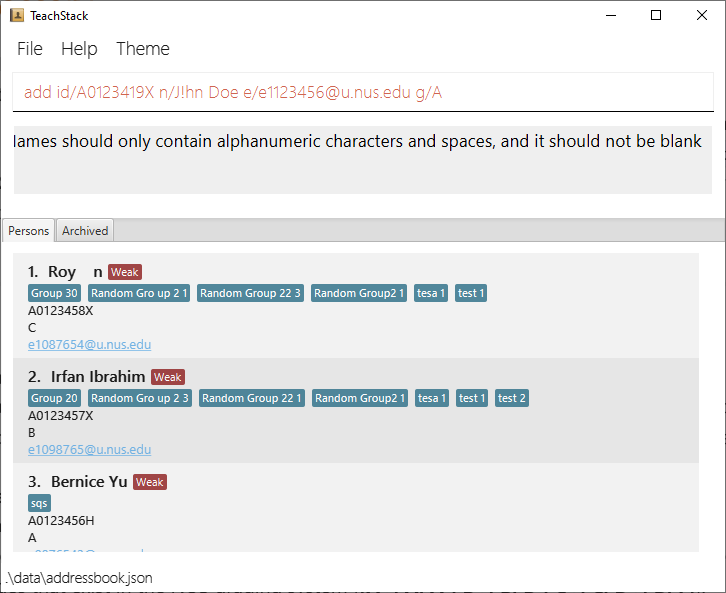 TeachStack
File Help Theme
add id/A0123419X n/J!hn Doe e/e1123456@u.nus.edu g/A
ames should only contain alphanumeric characters and spaces, and it should not be blank
Persons Archived
1. Roy n Weak
Group 30 Random Gro up 2 1 Random Group 22 3 Random Group2 1 tesa 1 test 1
A0123458X
C
e1087654@u.nus.edu
2. Irfan Ibrahim Weak
Group 20 Random Gro up 2 3 Random Group 22 1 Random Group2 1 tesa 1 test 1 test 2
A0123457X
B
e1098765@u.nus.edu
3. Bernice Yu Weak
sqs
A0123456H
A
.\data\addressbook.json